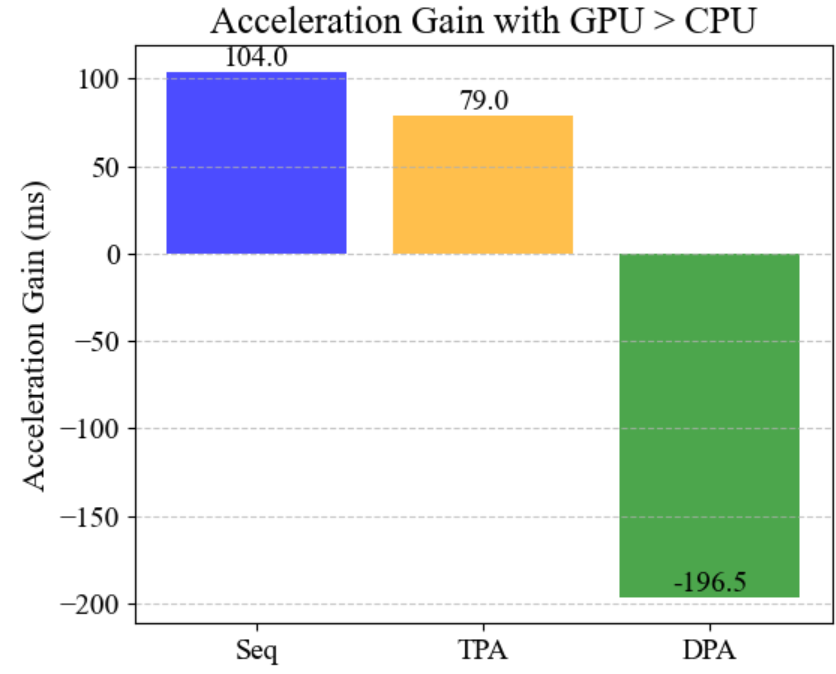 Acceleration Gain with GPU > CPU
Acceleration Gain (ms)
100
50
0
−50
−100
−150
−200
104.0
79.0
-196.5
Seq
TPA
DPA